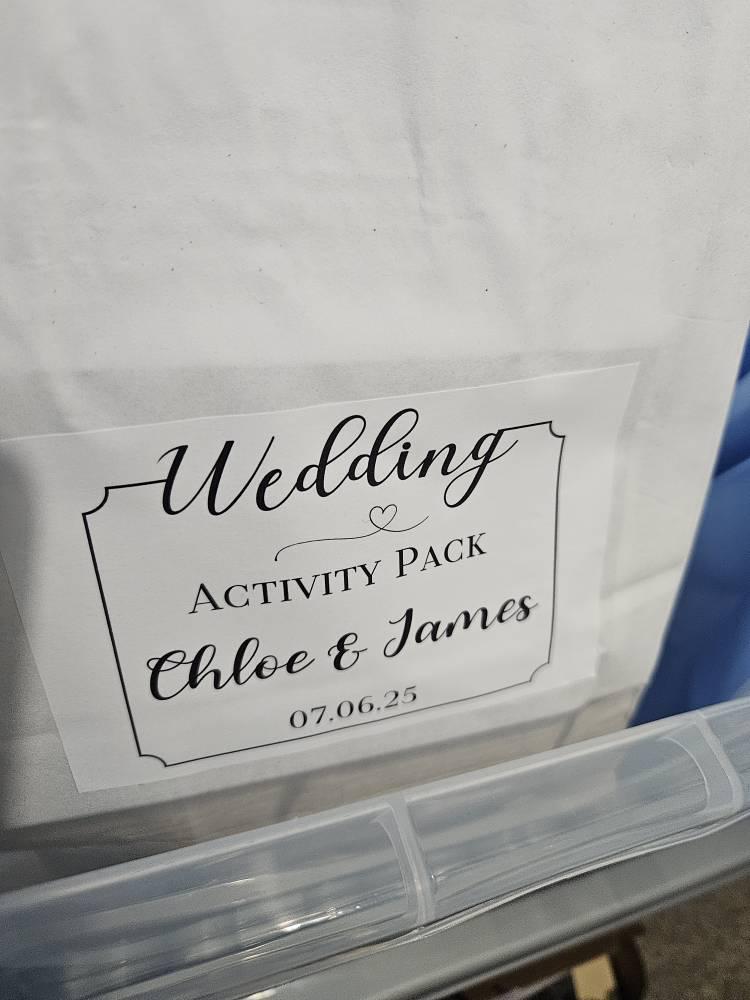 Wedding
Activity Pack
Chloe & James
07.06.25